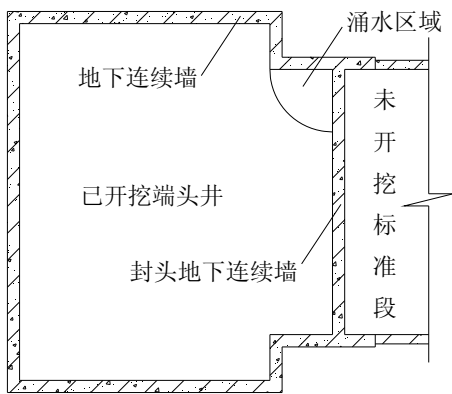 涌水区域
地下连续墙
已开挖端头井
封头地下连续墙
未开挖标准段